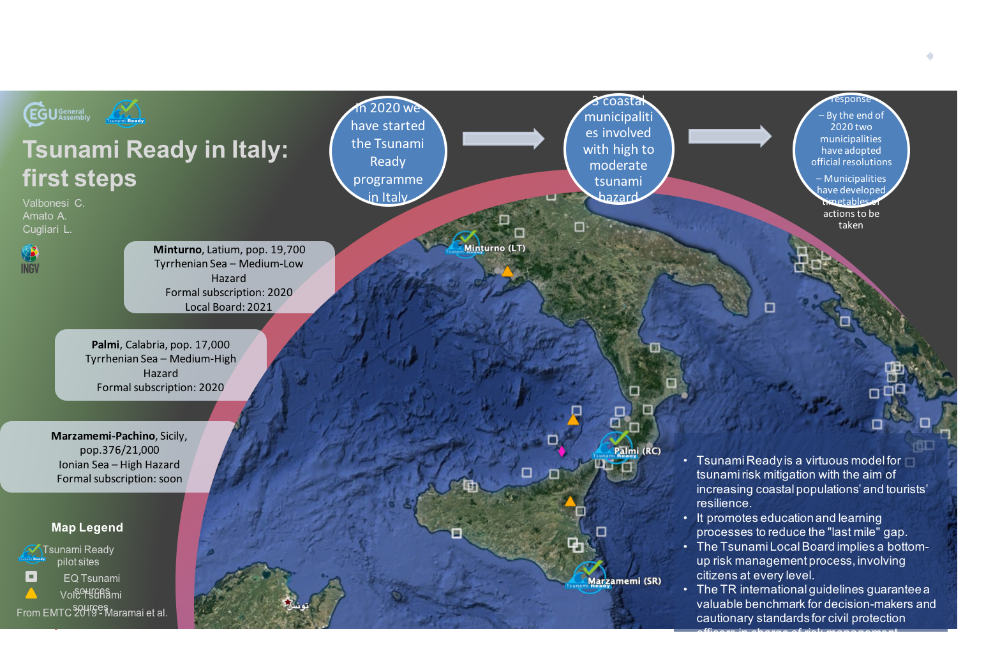 EGU General
Assembly
Tsunami Ready
Tsunami Ready in Italy:
first steps
Valbonesi C.
Amato A.
Cugliari L.
INGV
In 2020 we
have started
the Tsunami
Ready
programme
in Italy
3 coastal
municipaliti
es involved
with high to
moderate
tsunami
hazard
response
– By the end of
2020 two
municipalities
have adopted
official resolutions
– Municipalities
have developed
timetables of
actions to be
taken
Minturno, Latium, pop. 19,700
Tyrrhenian Sea – Medium-Low
Hazard
Formal subscription: 2020
Local Board: 2021
Palmi, Calabria, pop. 17,000
Tyrrhenian Sea – Medium-High
Hazard
Formal subscription: 2020
Marzamemi-Pachino, Sicily,
pop.376/21,000
Ionian Sea – High Hazard
Formal subscription: soon
Minturno (LT)
Tsunami Ready
Palmi (RC)
Tsunami Ready
Marzamemi (SR)
Tsunami Ready
تونس
Map Legend
Tsunami Ready
Tsunami Ready
pilot sites
EQ Tsunami
sources
Volc Tsunami
sources
From EMTC 2019 - Maramai et al.
• Tsunami Ready is a virtuous model for
tsunami risk mitigation with the aim of
increasing coastal populations’ and tourists’
resilience.
• It promotes education and learning
processes to reduce the "last mile" gap.
• The Tsunami Local Board implies a bottom-
up risk management process, involving
citizens at every level.
• The TR international guidelines guarantee a
valuable benchmark for decision-makers and
cautionary standards for civil protection
officers in charge of risk management